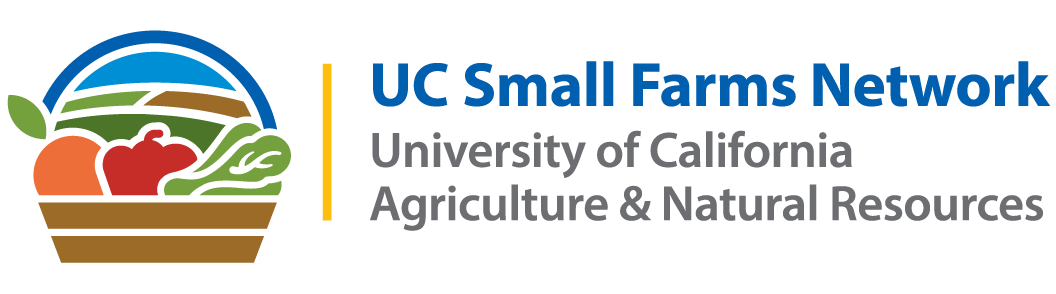 UC Small Farms Network
University of California
Agriculture & Natural Resources